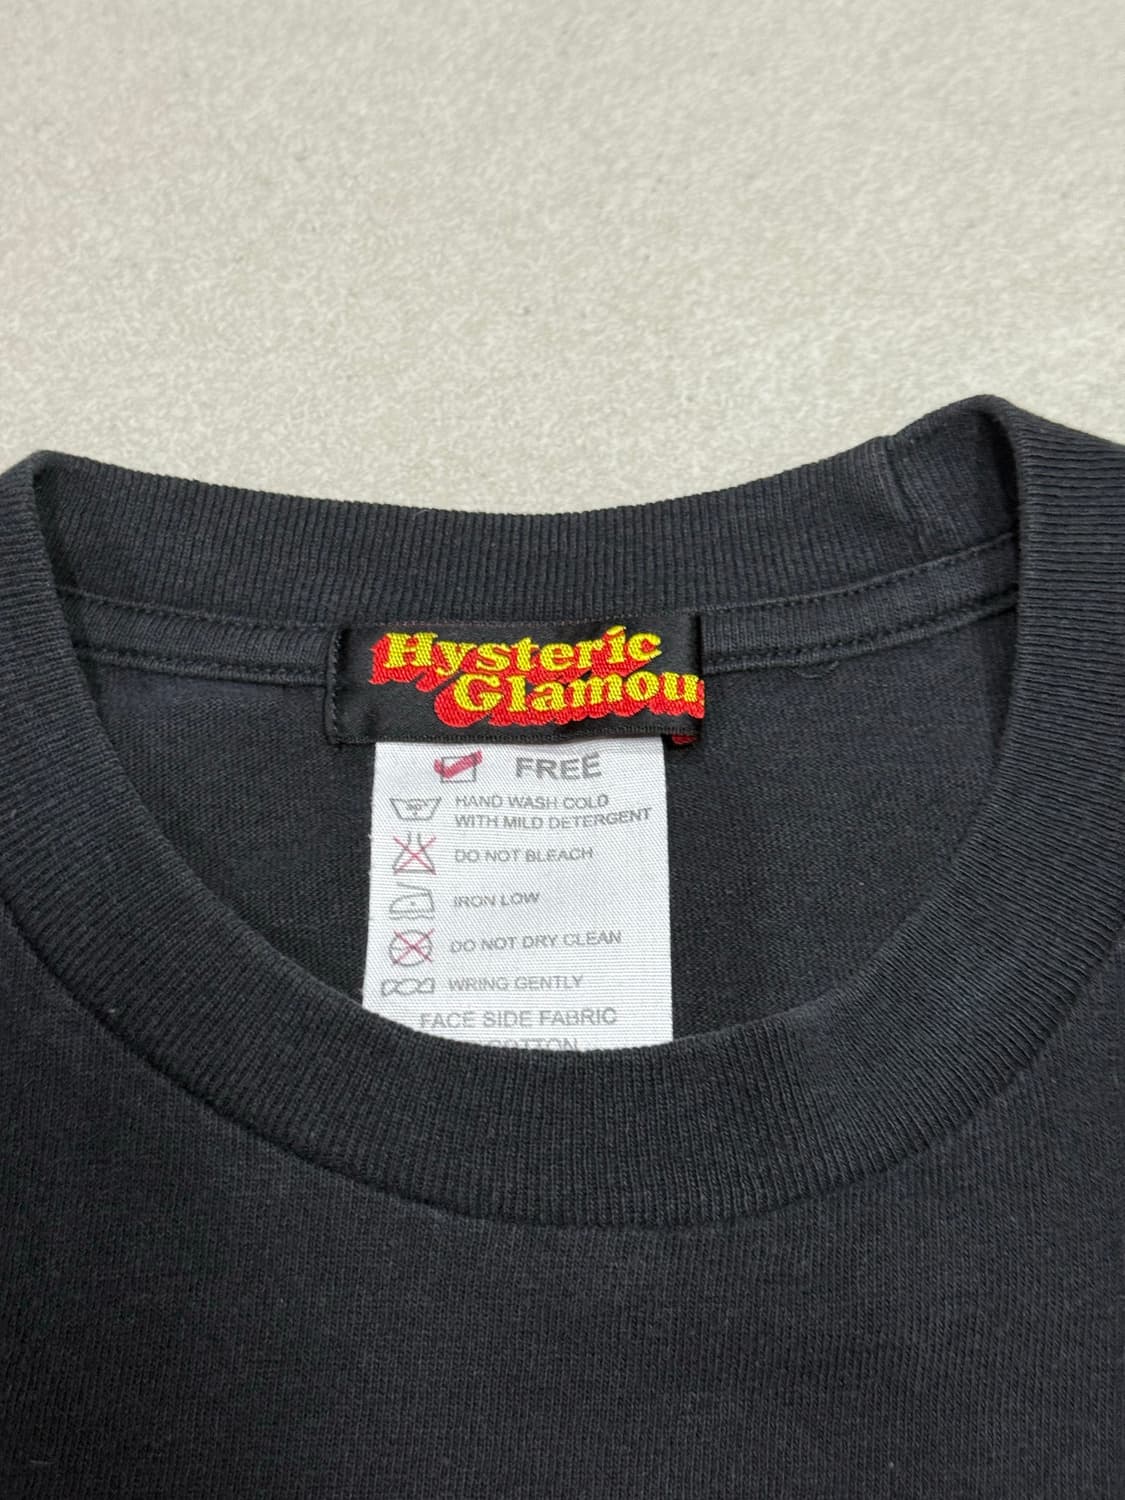 Hysteric
Glamou
FREE
HAND WASH COLD
WITH MILD DETERGENT
DO NOT BLEACH
IRON LOW
DO NOT DRY CLEAN
WRING GENTLY
FACE SIDE FABRIC
COTTON